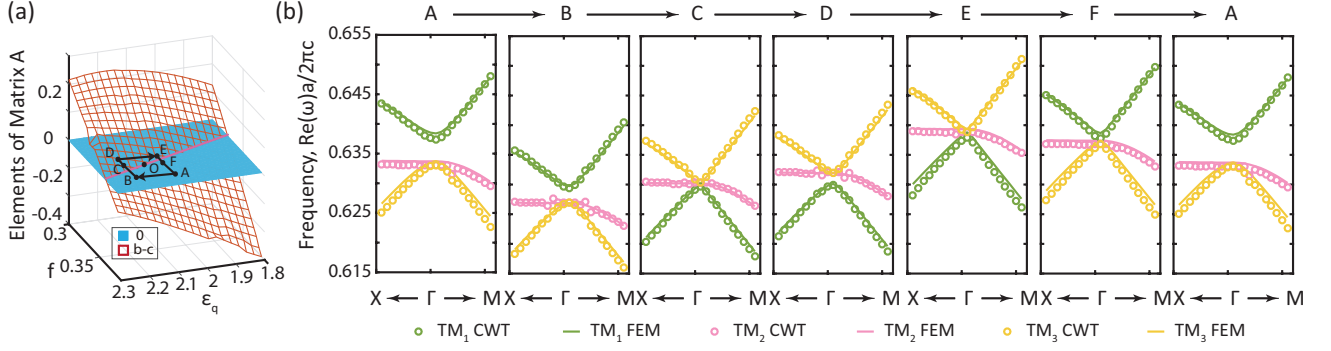 (a)
Elements of Matrix A
0.2
0
-0.2
-0.4
0.3
f 0.35
2.3 2.2 2.1 2 1.9 1.8
ε_q
D E
C O F
B A
0
b-c
(b)
A B C D E F A
Frequency, Re(ω)a/2πc
0.655
0.645
0.635
0.625
0.615
X Γ M X Γ M X Γ M X Γ M X Γ M X Γ M X Γ M
TM₁ CWT TM₁ FEM TM₂ CWT TM₂ FEM TM₃ CWT TM₃ FEM